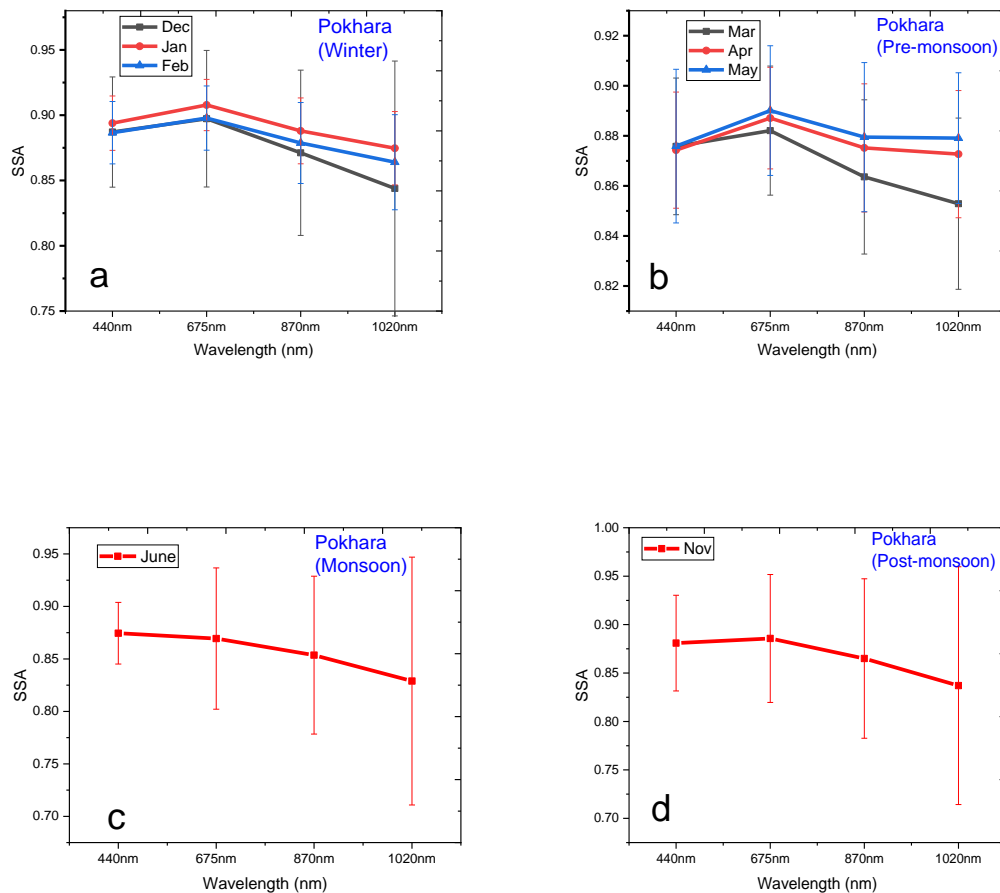 Dec
Jan
Feb
Pokhara
(Winter)
0.95
0.90
0.85
0.80
0.75
SSA
a
440nm
675nm
870nm
1020nm
Wavelength (nm)
Mar
Apr
May
Pokhara
(Pre-monsoon)
0.92
0.90
0.88
0.86
0.84
0.82
SSA
b
440nm
675nm
870nm
1020nm
Wavelength (nm)
June
Pokhara
(Monsoon)
0.95
0.90
0.85
0.80
0.75
0.70
SSA
c
440nm
675nm
870nm
1020nm
Wavelength (nm)
Nov
Pokhara
(Post-monsoon)
1.00
0.95
0.90
0.85
0.80
0.75
0.70
SSA
d
440nm
675nm
870nm
1020nm
Wavelength (nm)